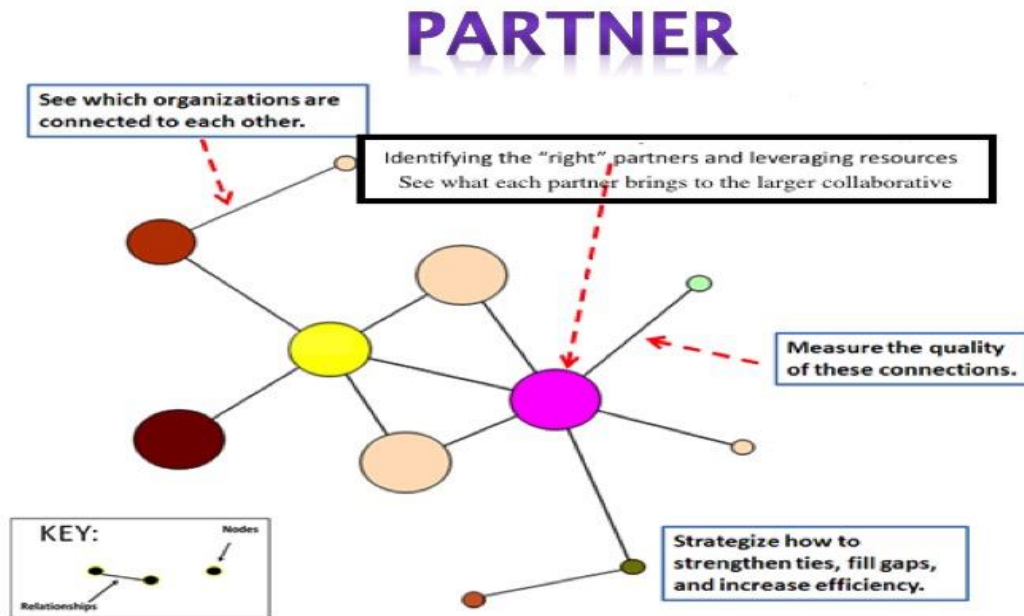 PARTNER
See which organizations are
connected to each other.
Identifying the “right” partners and leveraging resources
See what each partner brings to the larger collaborative
Measure the quality
of these connections.
KEY:
Nodes
Relationships
Strategize how to
strengthen ties, fill gaps,
and increase efficiency.